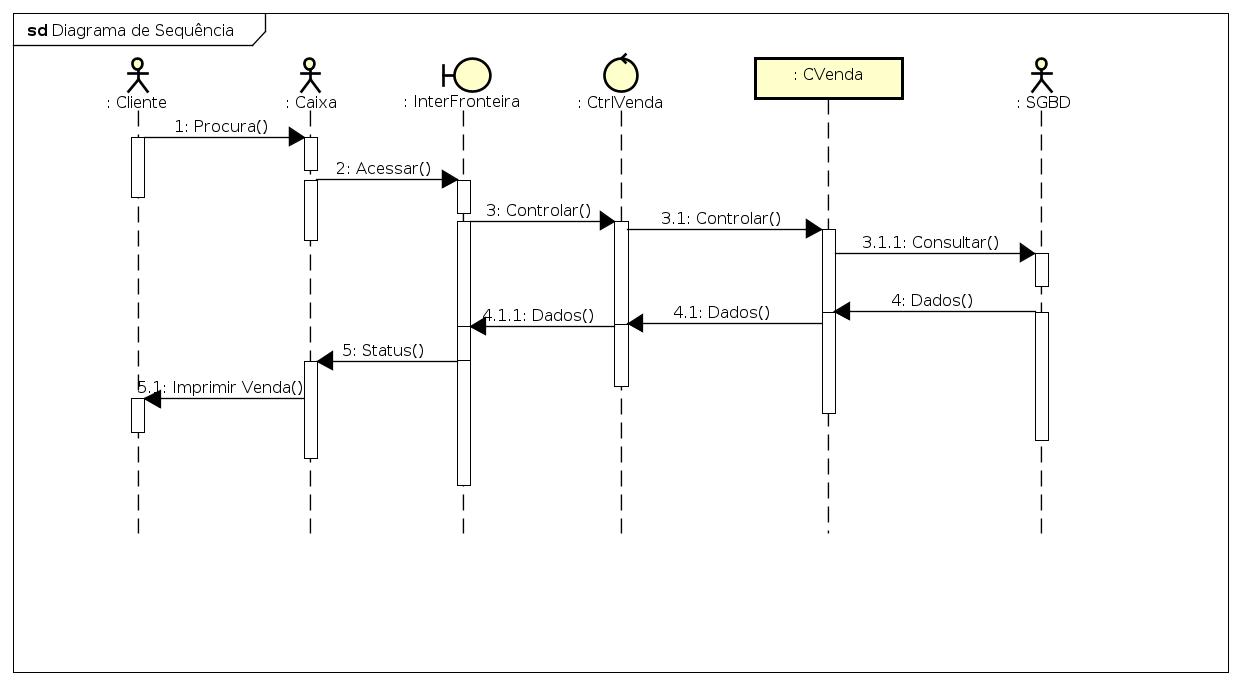 sd Diagrama de Sequência
: Cliente
: Caixa
: InterFronteira
: CtrlVenda
: CVenda
: SGBD
1: Procura()
2: Acessar()
3: Controlar()
3.1: Controlar()
3.1.1: Consultar()
4: Dados()
4.1: Dados()
4.1.1: Dados()
5: Status()
5.1: Imprimir Venda()